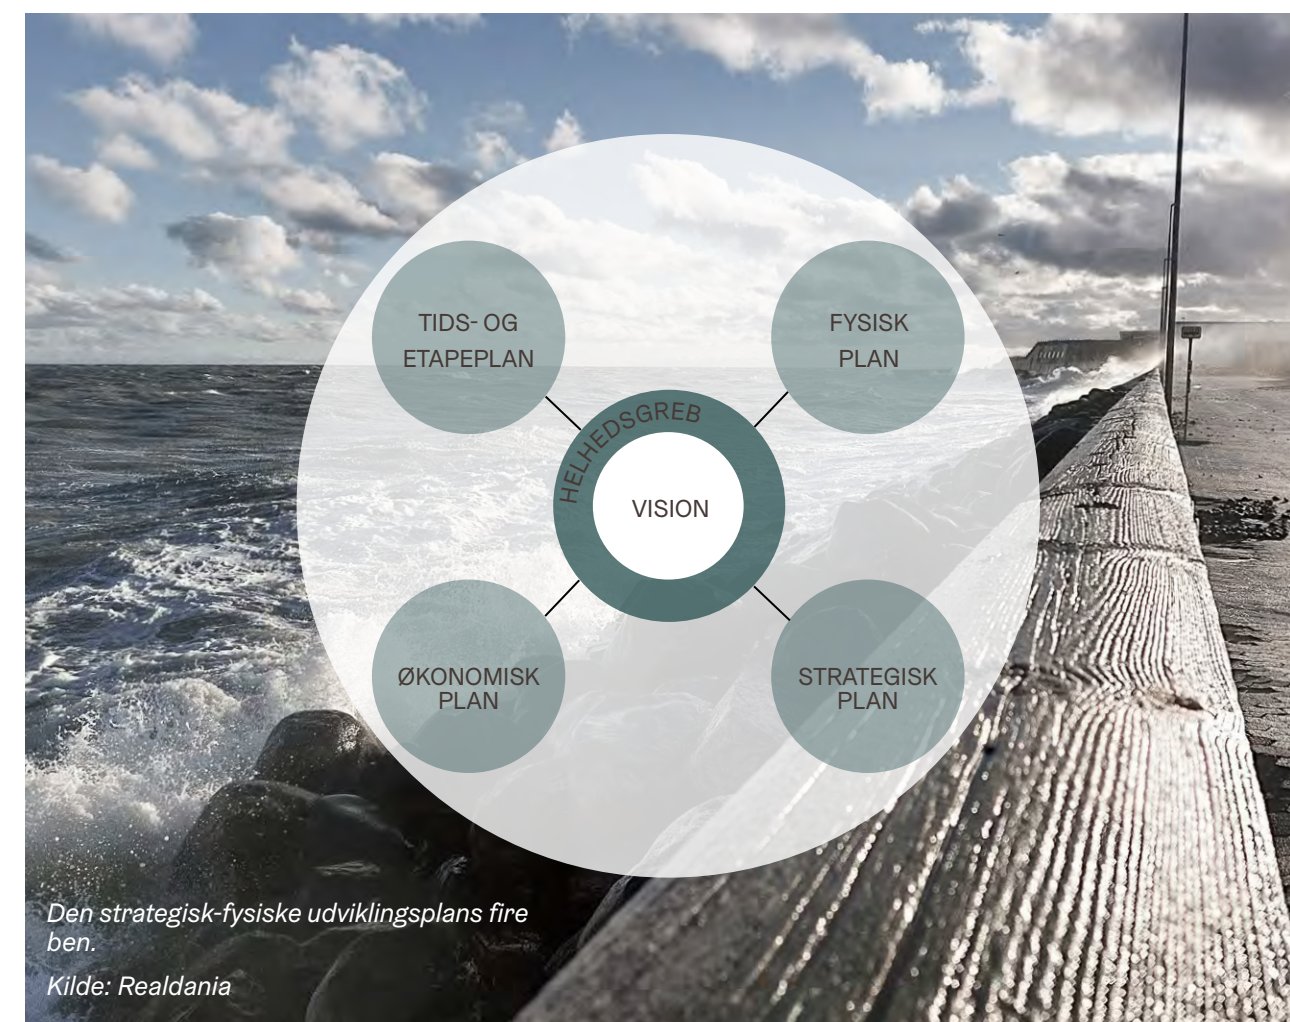 TIDS- OG
ETAPEPLAN
FYSISK
PLAN
HELHEDSGREB
VISION
ØKONOMISK
PLAN
STRATEGISK
PLAN
Den strategisk-fysiske udviklingsplans fire
ben.
Kilde: Realdania